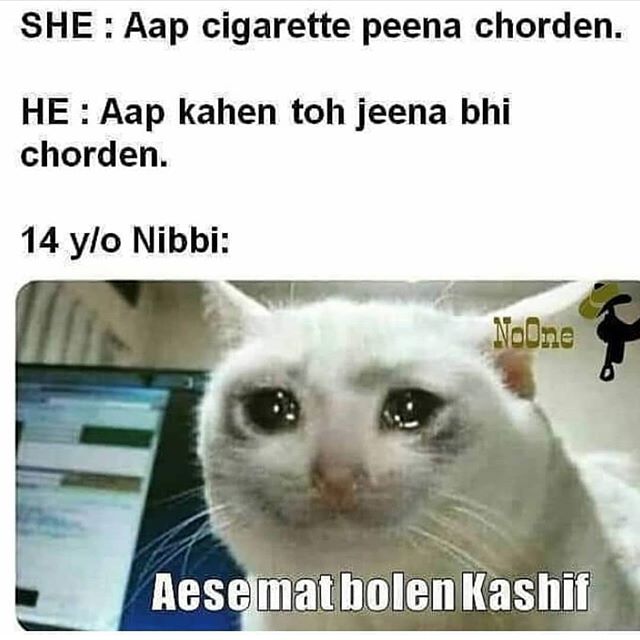 SHE : Aap cigarette peena chorden.
HE : Aap kahen toh jeena bhi
chorden.
14 y/o Nibbi:
NoOne
Aese mat bolen Kashif